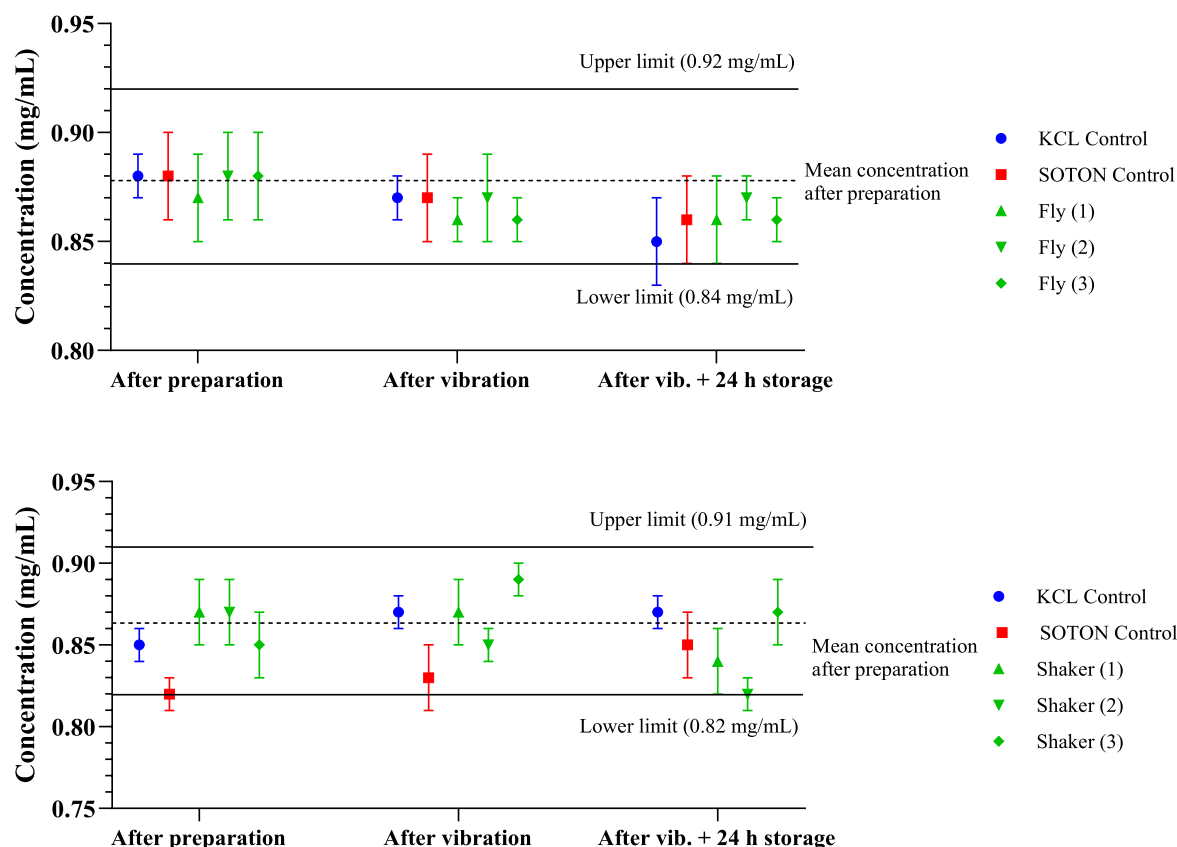 Concentration (mg/mL)
0.95
0.90
0.85
0.80
Upper limit (0.92 mg/mL)
Mean concentration
after preparation
Lower limit (0.84 mg/mL)
After preparation
After vibration
After vib. + 24 h storage
KCL Control
SOTON Control
Fly (1)
Fly (2)
Fly (3)
Concentration (mg/mL)
0.95
0.90
0.85
0.80
0.75
Upper limit (0.91 mg/mL)
Mean concentration
after preparation
Lower limit (0.82 mg/mL)
After preparation
After vibration
After vib. + 24 h storage
KCL Control
SOTON Control
Shaker (1)
Shaker (2)
Shaker (3)